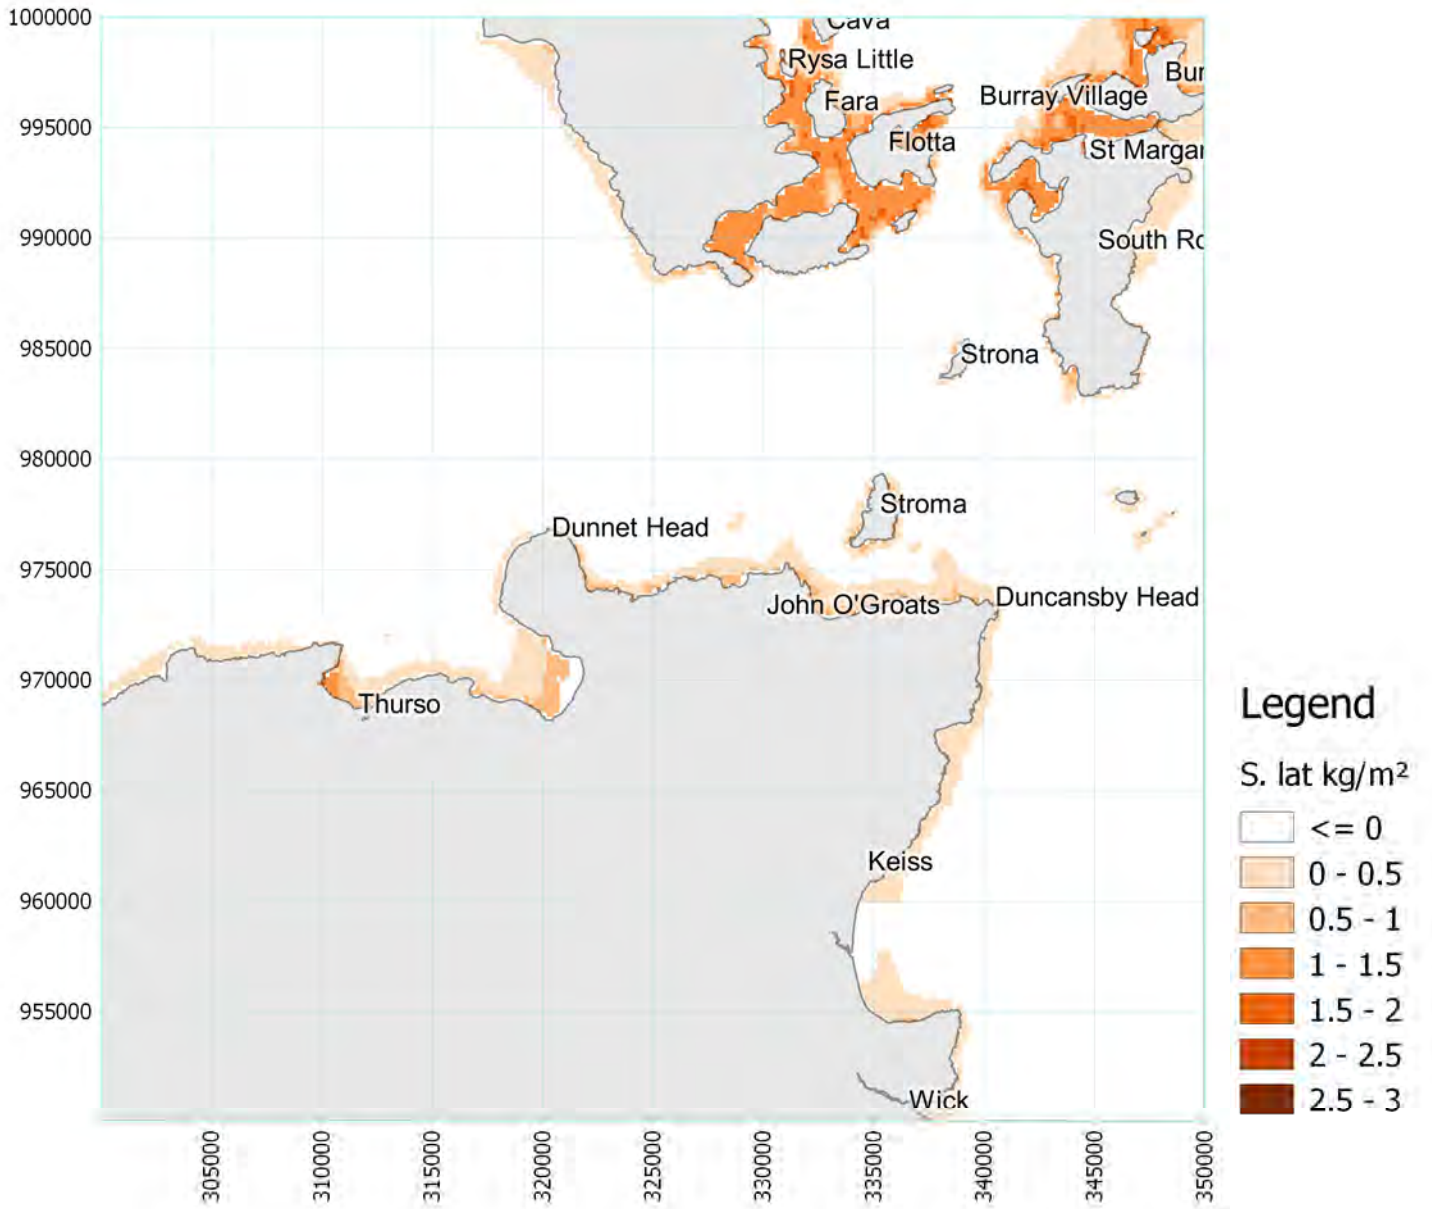 1000000
Cava
Rysa Little
Bur
Fara
Burray Village
995000
Flotta
St Margar
990000
South Ro
985000
Strona
980000
Stroma
Dunnet Head
975000
John O'Groats
Duncansby Head
970000
Thurso
965000
Keiss
960000
955000
Wick
305000
310000
315000
320000
325000
330000
335000
340000
345000
350000
Legend
S. lat kg/m²
<= 0
0 - 0.5
0.5 - 1
1 - 1.5
1.5 - 2
2 - 2.5
2.5 - 3